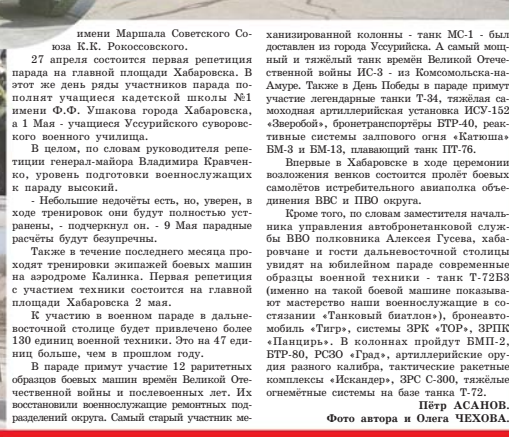 имени Маршала Советского Со-
юза К.К. Рокоссовского.
27 апреля состоится первая репетиция
парада на главной площади Хабаровска. В
этот же день ряды участников парада по-
полнят учащиеся кадетской школы №1
имени Ф.Ф. Ушакова города Хабаровска,
а 1 Мая - учащиеся Уссурийского суворовс-
кого военного училища.
В целом, по словам руководителя репе-
тиции генерал-майора Владимира Кравчен-
ко, уровень подготовки военнослужащих
к параду высокий.
- Небольшие недочёты есть, но, уверен, в
ходе тренировок они будут полностью уст-
ранены, - подчеркнул он. - 9 Мая парадные
расчёты будут безупречны.
Также в течение последнего месяца про-
ходят тренировки экипажей боевых машин
на аэродроме Калинка. Первая репетиция
с участием техники состоится на главной
площади Хабаровска 2 мая.
К участию в военном параде в дальне-
восточной столице будет привлечено более
130 единиц военной техники. Это на 47 еди-
ниц больше, чем в прошлом году.
В параде примут участие 12 раритетных
образцов боевых машин времён Великой Оте-
чественной войны и послевоенных лет. Их
восстановили военнослужащие ремонтных под-
разделений округа. Самый старый участник ме-
ханизированной колонны - танк МС-1 - был
доставлен из города Уссурийска. А самый мощ-
ный и тяжёлый танк времён Великой Отече-
ственной войны ИС-3 - из Комсомольска-на-
Амуре. Также в День Победы в параде примут
участие легендарные танки Т-34, тяжёлая са-
моходная артиллерийская установка ИСУ-152
«Зверобой», бронетранспортёры БТР-40, реак-
тивные системы залпового огня «Катюша»
БМ-3 и БМ-13, плавающий танк ПТ-76.
Впервые в Хабаровске в ходе церемонии
возложения венков состоится пролёт боевых
самолётов истребительного авиаполка объе-
динения ВВС и ПВО округа.
Кроме того, по словам заместителя началь-
ника управления автобронетанковой служ-
бы ВВО полковника Алексея Гусева, хаба-
ровчане и гости дальневосточной столицы
увидят на юбилейном параде современные
образцы военной техники - танк Т-72Б3
(именно на такой боевой машине показыва-
ют мастерство наши военнослужащие в со-
стязании «Танковый биатлон»), бронеавто-
мобиль «Тигр», системы ЗРК «ТОР», ЗРПК
«Панцирь». В колоннах пройдут БМП-2,
БТР-80, РСЗО «Град», артиллерийские ору-
дия разного калибра, тактические ракетные
комплексы «Искандер», ЗРС С-300, тяжёлые
огнемётные системы на базе танка Т-72.
Пётр АСАНОВ.
Фото автора и Олега ЧЕХОВА.